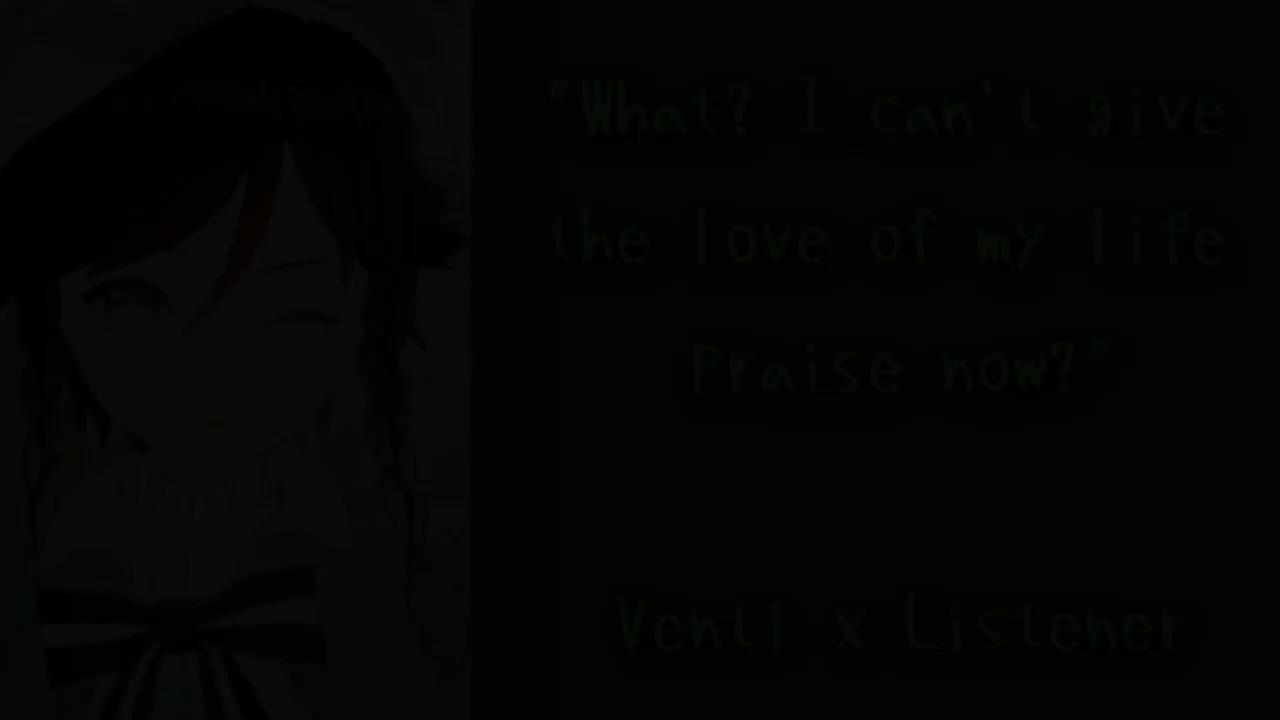 "What? I can't give
the love of my life
Praise now?"
Venti x Listener